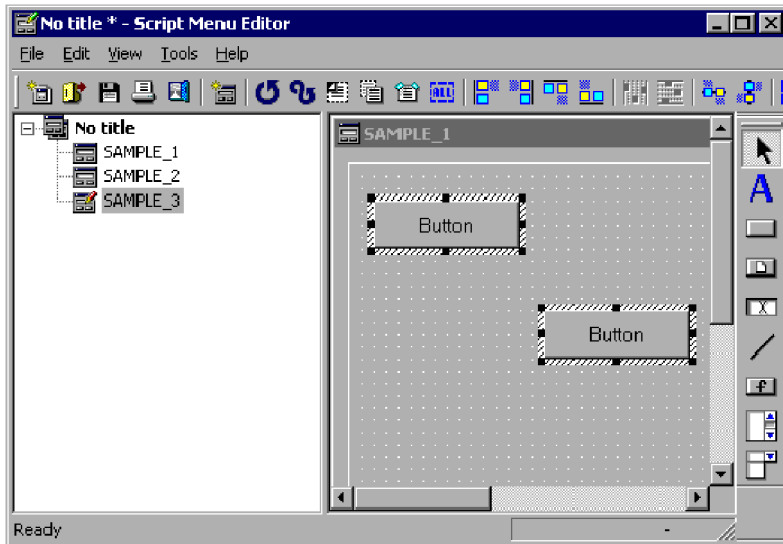 No title * - Script Menu Editor
File Edit View Tools Help
ALL
No title
SAMPLE_1
SAMPLE_2
SAMPLE_3
SAMPLE_1
Button
Button
A
X
f
Ready -